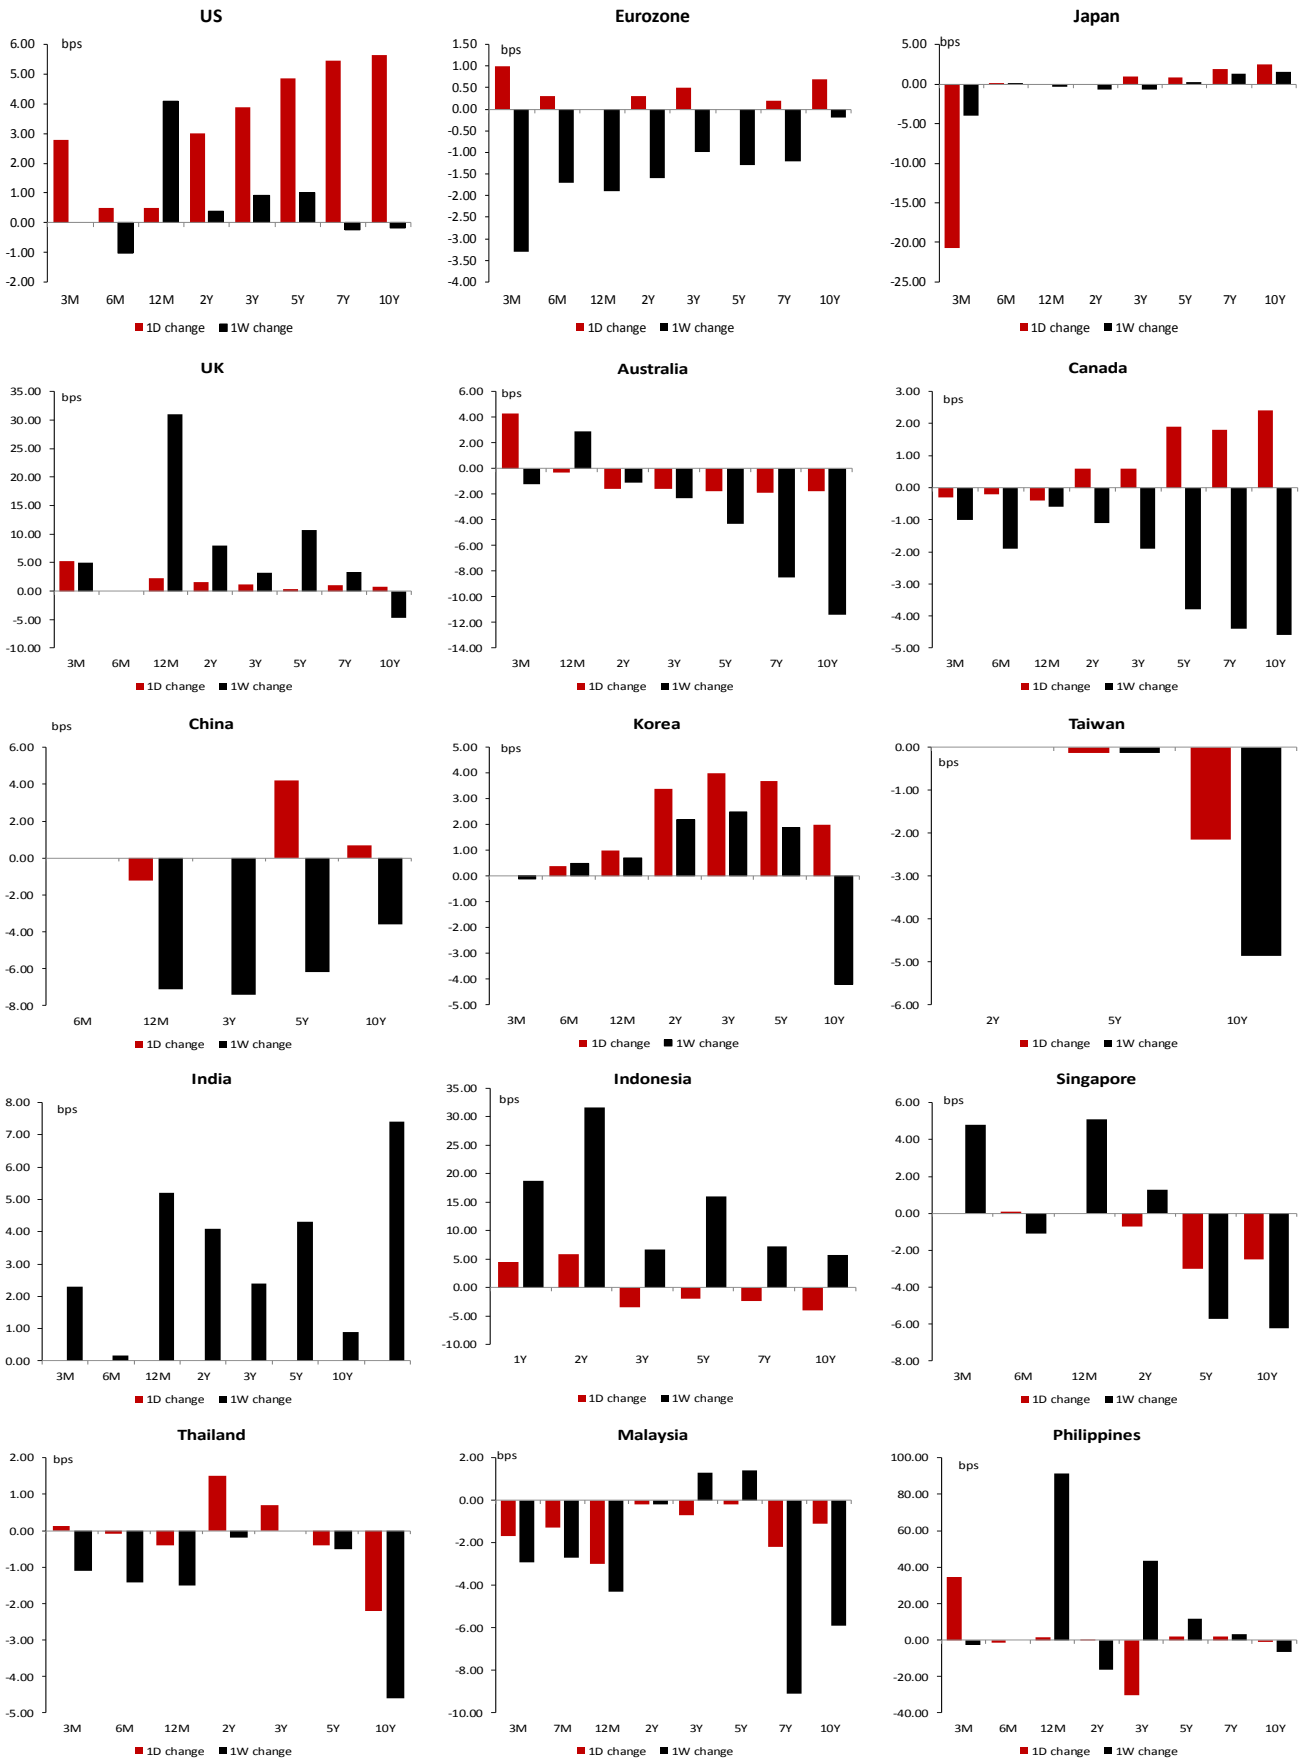 US
bps
6.00
5.00
4.00
3.00
2.00
1.00
0.00
-1.00
-2.00
3M 6M 12M 2Y 3Y 5Y 7Y 10Y
1D change 1W change
Eurozone
bps
1.50
1.00
0.50
0.00
-0.50
-1.00
-1.50
-2.00
-2.50
-3.00
-3.50
-4.00
3M 6M 12M 2Y 3Y 5Y 7Y 10Y
1D change 1W change
Japan
bps
5.00
0.00
-5.00
-10.00
-15.00
-20.00
-25.00
3M 6M 12M 2Y 3Y 5Y 7Y 10Y
1D change 1W change
UK
35.00
bps
30.00
25.00
20.00
15.00
10.00
5.00
0.00
-5.00
-10.00
3M 6M 12M 2Y 3Y 5Y 7Y 10Y
1D change 1W change
Australia
6.00
bps
4.00
2.00
0.00
-2.00
-4.00
-6.00
-8.00
-10.00
-12.00
-14.00
3M 12M 2Y 3Y 5Y 7Y 10Y
1D change 1W change
Canada
3.00
bps
2.00
1.00
0.00
-1.00
-2.00
-3.00
-4.00
-5.00
3M 6M 12M 2Y 3Y 5Y 7Y 10Y
1D change 1W change
China
bps
6.00
4.00
2.00
0.00
-2.00
-4.00
-6.00
-8.00
6M 12M 3Y 5Y 10Y
1D change 1W change
Korea
5.00
bps
4.00
3.00
2.00
1.00
0.00
-1.00
-2.00
-3.00
-4.00
-5.00
3M 6M 12M 2Y 3Y 5Y 10Y
1D change 1W change
Taiwan
0.00
bps
-1.00
-2.00
-3.00
-4.00
-5.00
-6.00
2Y 5Y 10Y
1D change 1W change
India
8.00
bps
7.00
6.00
5.00
4.00
3.00
2.00
1.00
0.00
3M 6M 12M 2Y 3Y 5Y 10Y
1D change 1W change
Indonesia
35.00
bps
30.00
25.00
20.00
15.00
10.00
5.00
0.00
-5.00
-10.00
1Y 2Y 3Y 5Y 7Y 10Y
1D change 1W change
Singapore
6.00
bps
4.00
2.00
0.00
-2.00
-4.00
-6.00
-8.00
3M 6M 12M 2Y 5Y 10Y
1D change 1W change
Thailand
2.00
bps
1.00
0.00
-1.00
-2.00
-3.00
-4.00
-5.00
3M 6M 12M 2Y 3Y 5Y 10Y
1D change 1W change
Malaysia
bps
2.00
0.00
-2.00
-4.00
-6.00
-8.00
-10.00
3M 7M 12M 2Y 3Y 5Y 7Y 10Y
1D change 1W change
Philippines
100.00
bps
80.00
60.00
40.00
20.00
0.00
-20.00
-40.00
3M 6M 12M 2Y 3Y 5Y 7Y 10Y
1D change 1W change